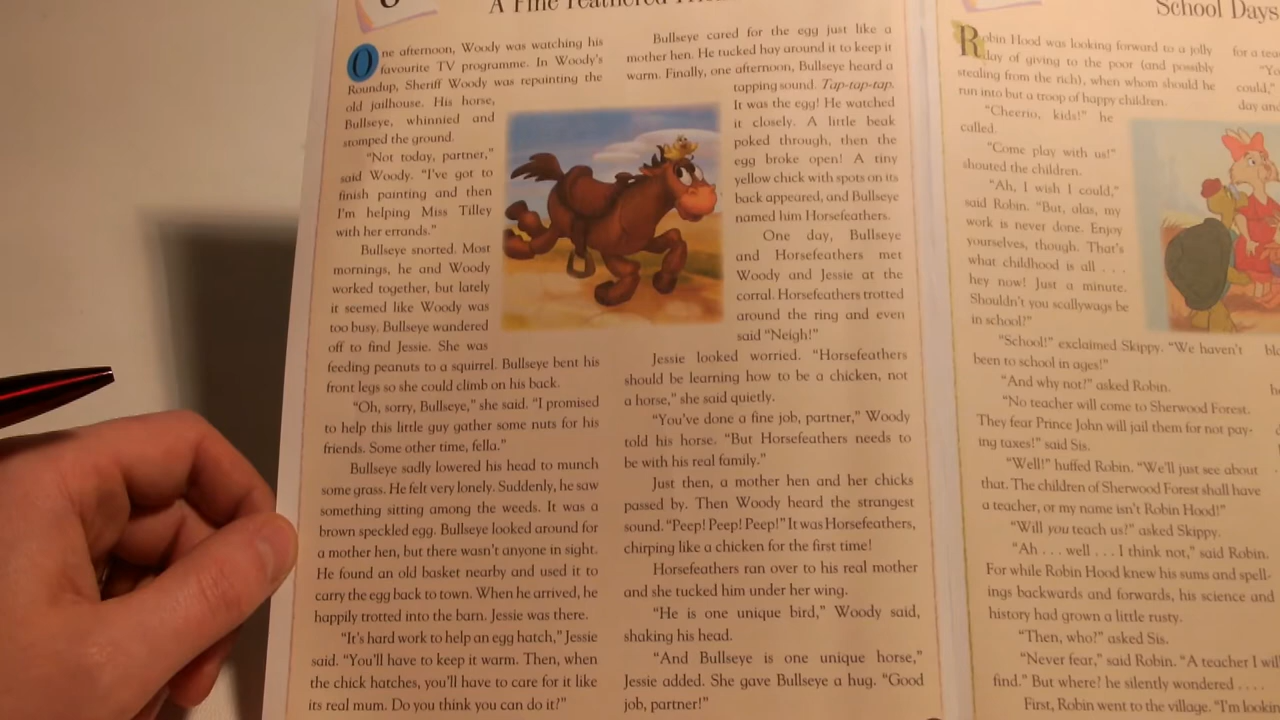 A Fine Feathered
One afternoon, Woody was watching his
favourite TV programme. In Woody's
Roundup, Sheriff Woody was repainting the
old jailhouse. His horse,
Bullseye, whinnied and
stomped the ground.
"Not today, partner,"
said Woody. "I've got to
finish painting and then
I'm helping Miss Tilley
with her errands."
Bullseye snorted. Most
mornings, he and Woody
worked together, but lately
it seemed like Woody was
too busy. Bullseye wandered
off to find Jessie. She was
feeding peanuts to a squirrel. Bullseye bent his
front legs so she could climb on his back.
"Oh, sorry, Bullseye," she said. "I promised
to help this little guy gather some nuts for his
friends. Some other time, fella."
Bullseye sadly lowered his head to munch
some grass. He felt very lonely. Suddenly, he saw
something sitting among the weeds. It was a
brown speckled egg. Bullseye looked around for
a mother hen, but there wasn't anyone in sight.
He found an old basket nearby and used it to
carry the egg back to town. When he arrived, he
happily trotted into the barn. Jessie was there.
"It's hard work to help an egg hatch," Jessie
said. "You'll have to keep it warm. Then, when
the chick hatches, you'll have to care for it like
its real mum. Do you think you can do it?"
Bullseye cared for the egg just like a
mother hen. He tucked hay around it to keep it
warm. Finally, one afternoon, Bullseye heard a
tapping sound. Tap-tap-tap.
It was the egg! He watched
it closely. A little beak
poked through, then the
egg broke open! A tiny
yellow chick with spots on its
back appeared, and Bullseye
named him Horsefeathers.
One day, Bullseye
and Horsefeathers met
Woody and Jessie at the
corral. Horsefeathers trotted
around the ring and even
said "Neigh!"
Jessie looked worried. "Horsefeathers
should be learning how to be a chicken, not
a horse," she said quietly.
"You've done a fine job, partner," Woody
told his horse. "But Horsefeathers needs to
be with his real family."
Just then, a mother hen and her chicks
passed by. Then Woody heard the strangest
sound. "Peep! Peep! Peep!" It was Horsefeathers,
chirping like a chicken for the first time!
Horsefeathers ran over to his real mother
and she tucked him under her wing.
"He is one unique bird," Woody said,
shaking his head.
"And Bullseye is one unique horse,"
Jessie added. She gave Bullseye a hug. "Good
job, partner!"
School Days
Robin Hood was looking forward to a jolly
day of giving to the poor (and possibly
stealing from the rich), when whom should he
run into but a troop of happy children.
"Cheerio, kids!" he
called.
"Come play with us!"
shouted the children.
"Ah, I wish I could,"
said Robin. "But, alas, my
work is never done. Enjoy
yourselves, though. That's
what childhood is all . . .
hey now! Just a minute.
Shouldn't you scallywags be
in school?"
"School!" exclaimed Skippy. "We haven't
been to school in ages!"
"And why not?" asked Robin.
"No teacher will come to Sherwood Forest.
They fear Prince John will jail them for not pay-
ing taxes!" said Sis.
"Well!" huffed Robin. "We'll just see about
that. The children of Sherwood Forest shall have
a teacher, or my name isn't Robin Hood!"
"Will you teach us?" asked Skippy.
"Ah . . . well . . . I think not," said Robin.
For while Robin Hood knew his sums and spell-
ings backwards and forwards, his science and
history had grown a little rusty.
"Then, who?" asked Sis.
"Never fear," said Robin. "A teacher I will
find." But where? he silently wondered . . . .
First, Robin went to the village. "I'm
for a
could,"
day